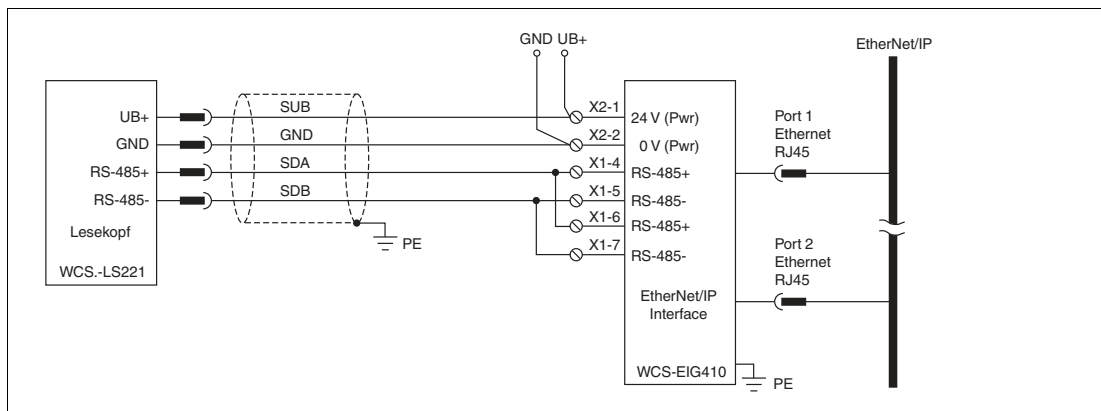 GND UB+
EtherNet/IP
UB+
SUB
X2-1
24 V (Pwr)
GND
GND
X2-2
0 V (Pwr)
RS-485+
SDA
X1-4
RS-485+
RS-485-
SDB
X1-5
RS-485-
X1-6
RS-485+
X1-7
RS-485-
Lesekopf
WCS.-LS221
PE
Port 1
Ethernet
RJ45
Port 2
Ethernet
RJ45
EtherNet/IP
Interface
WCS-EIG410
PE